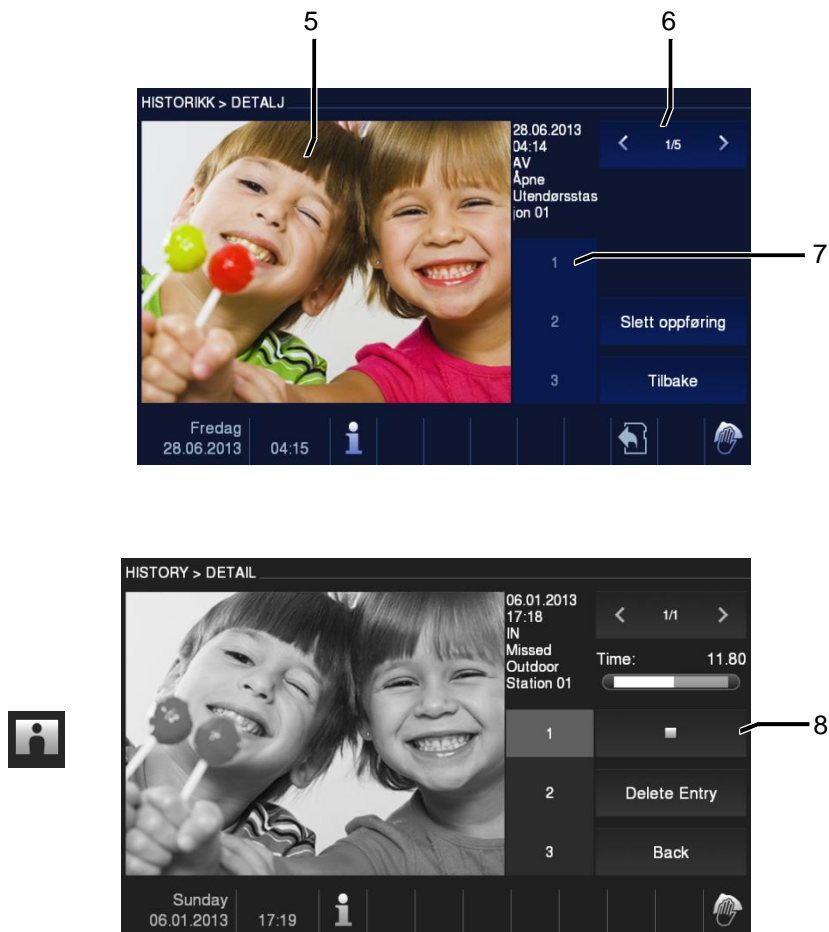 5
6
HISTORIKK > DETALJ
28.06.2013
04:14
AV
Åpne
Utendørsstas
jon 01
< 1/5 >
7
1
2
Slett oppføring
3
Tilbake
Fredag
28.06.2013
04:15
HISTORY > DETAIL
06.01.2013
17:18
IN
Missed
Outdoor
Station 01
< 1/1 >
Time: 11.80
8
1
2
Delete Entry
3
Back
Sunday
06.01.2013
17:19